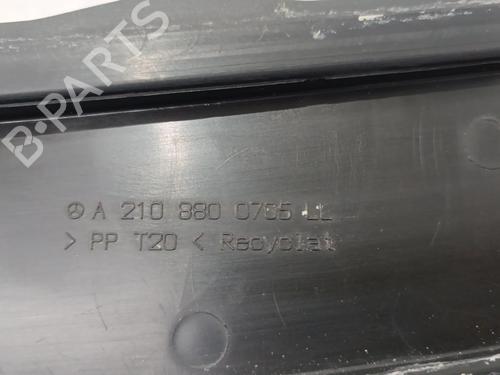 B-PARTS
A 210 880 0765 LL
> PP T20 < Recyclat